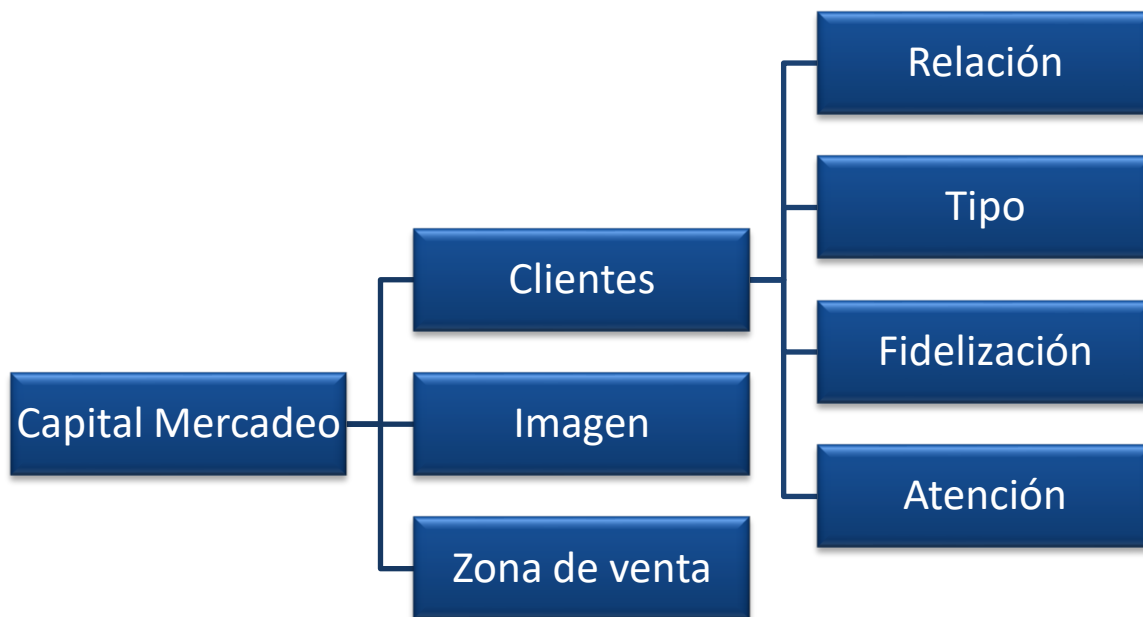 Capital Mercadeo
Clientes
Imagen
Zona de venta
Relación
Tipo
Fidelización
Atención